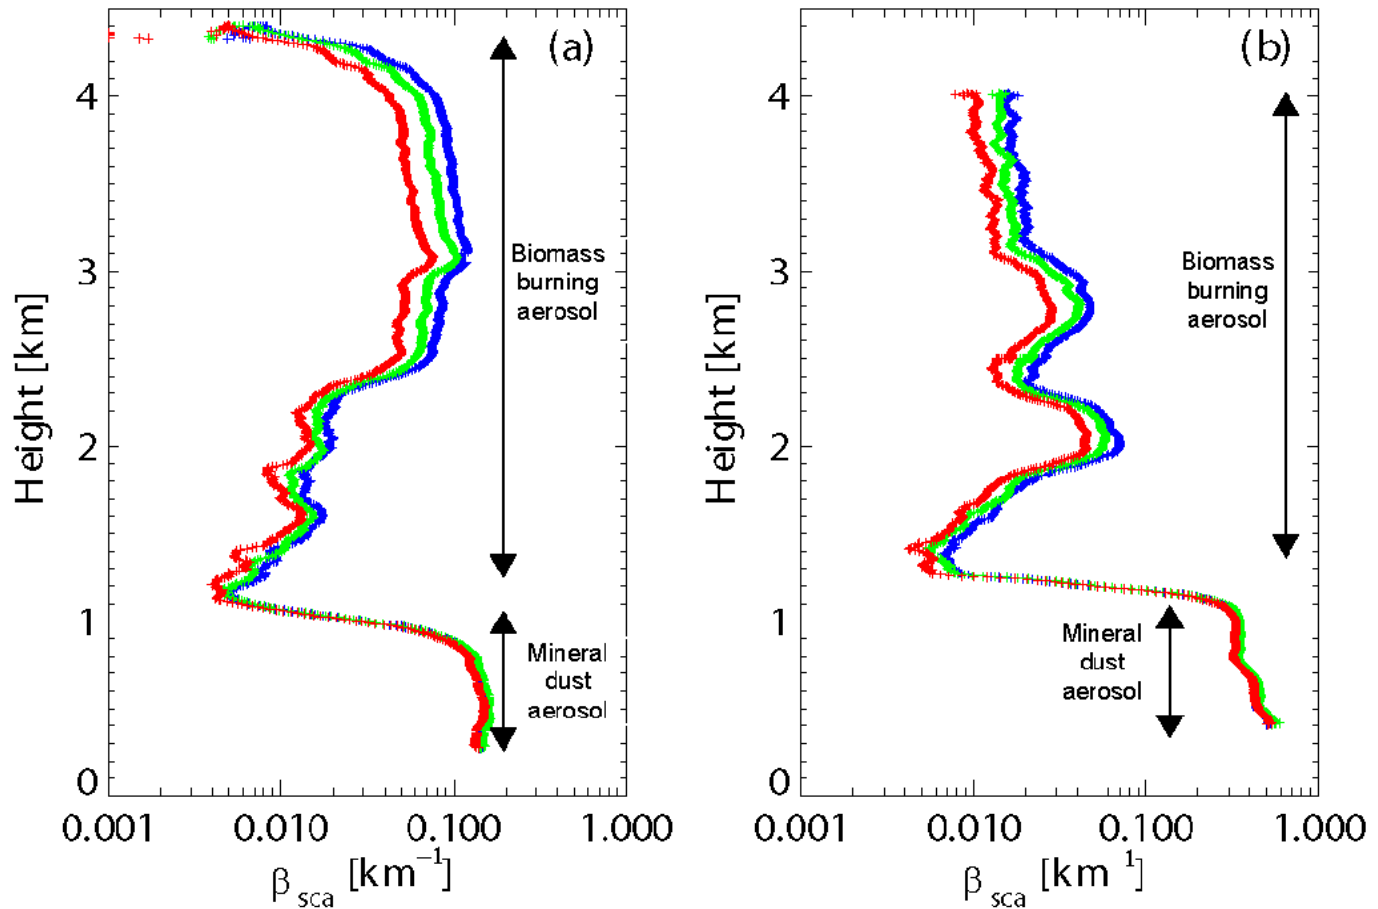 (a)
4
3
2
1
0
Height [km]
Biomass
burning
aerosol
Mineral
dust
aerosol
0.001 0.010 0.100 1.000
β sca [km⁻¹]
(b)
4
3
2
1
0
Height [km]
Biomass
burning
aerosol
Mineral
dust
aerosol
0.001 0.010 0.100 1.000
β sca [km¹]